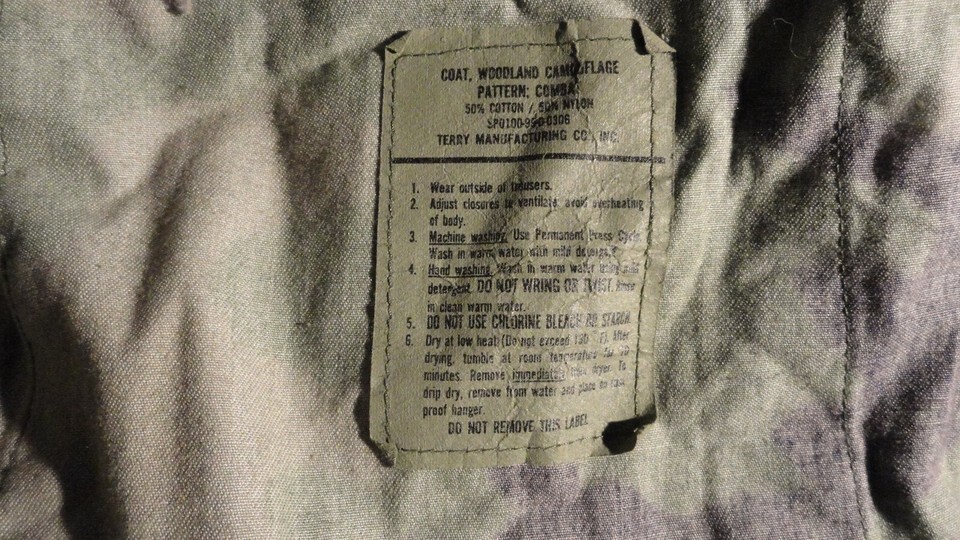 COAT, WOODLAND CAMOUFLAGE
PATTERN: COMBAT
50% COTTON / 50% NYLON
TERRY MANUFACTURING CO., INC.
1. Wear outside of trousers.
2. Adjust closures to ventilate, avoid overheating
of body.
3. Machine washing. Use Permanent Press Cycle.
Wash in warm water with mild detergent.
4. Hand washing. Wash in warm water using mild
detergent. DO NOT WRING OR TWIST. Rinse
in clean warm water.
5. DO NOT USE CHLORINE BLEACH OR STARCH.
6. Dry at low heat (Do not exceed After
drying, tumble at room temperature for
minutes. Remove immediately from dryer. To
drip dry, remove from water and place on rust
proof hanger.
DO NOT REMOVE THIS LABEL